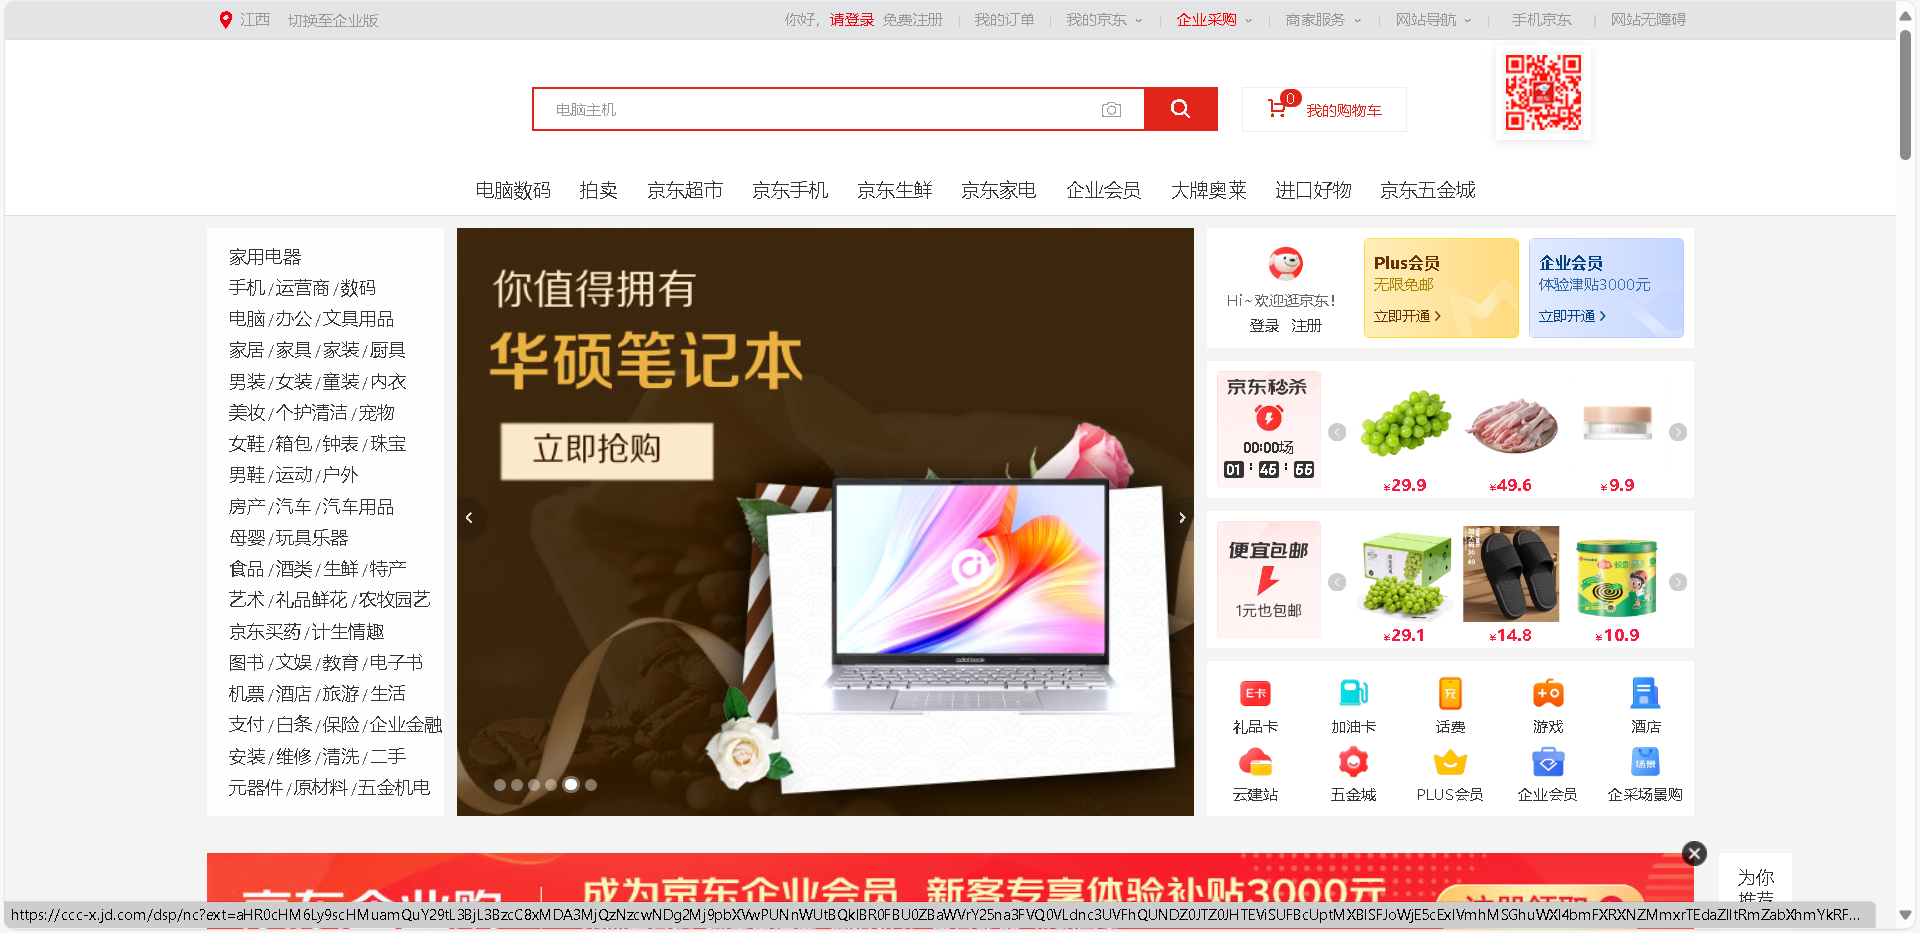 江西 切换至企业版 你好，请登录 免费注册 我的订单 我的京东 企业采购 商家服务 网站导航 手机京东 网站无障碍
电脑主机 0 我的购物车
电脑数码 拍卖 京东超市 京东手机 京东生鲜 京东家电 企业会员 大牌奥莱 进口好物 京东五金城
家用电器
手机/运营商/数码
电脑/办公/文具用品
家居/家具/家装/厨具
男装/女装/童装/内衣
美妆/个护清洁/宠物
女鞋/箱包/钟表/珠宝
男鞋/运动/户外
房产/汽车/汽车用品
母婴/玩具乐器
食品/酒类/生鲜/特产
艺术/礼品鲜花/农牧园艺
京东买药/计生情趣
图书/文娱/教育/电子书
机票/酒店/旅游/生活
支付/白条/保险/企业金融
安装/维修/清洗/二手
元器件/原材料/五金机电
你值得拥有
华硕笔记本
立即抢购
adol book
Hi~欢迎逛京东!
登录 注册
Plus会员
无限免邮
立即开通
企业会员
体验津贴3000元
立即开通
京东秒杀
00:00场
¥29.9 ¥49.6 ¥9.9
便宜包邮
1元也包邮
¥29.1 ¥14.8 ¥10.9
E卡 充
礼品卡 加油卡 话费 游戏 酒店
场景
云建站 五金城 PLUS会员 企业会员 企采场景购
京东企业购 成为京东企业会员 新客专享体验补贴3000元
为你
推荐